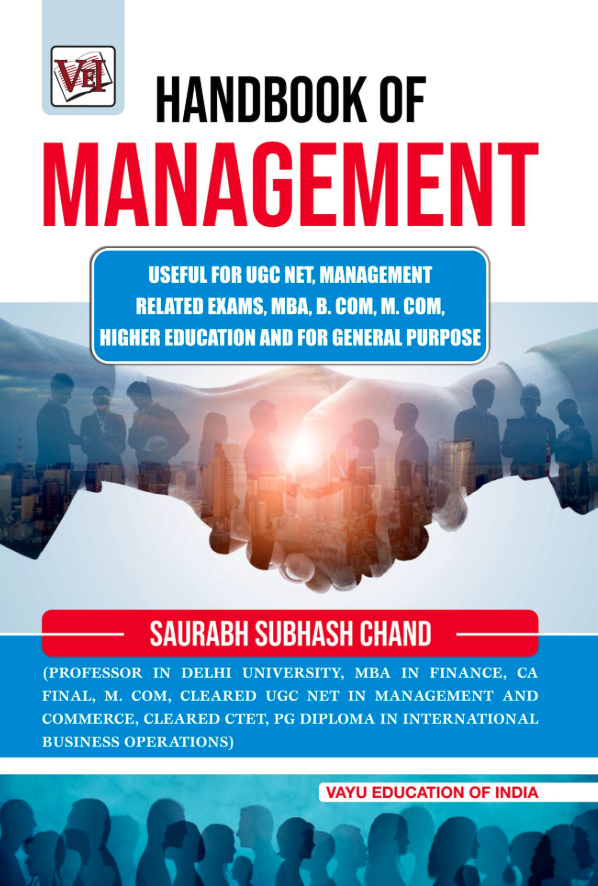 VEI
HANDBOOK OF
MANAGEMENT
USEFUL FOR UGC NET, MANAGEMENT
RELATED EXAMS, MBA, B. COM, M. COM,
HIGHER EDUCATION AND FOR GENERAL PURPOSE
SAURABH SUBHASH CHAND
(PROFESSOR IN DELHI UNIVERSITY, MBA IN FINANCE, CA
FINAL, M. COM, CLEARED UGC NET IN MANAGEMENT AND
COMMERCE, CLEARED CTET, PG DIPLOMA IN INTERNATIONAL
BUSINESS OPERATIONS)
VAYU EDUCATION OF INDIA